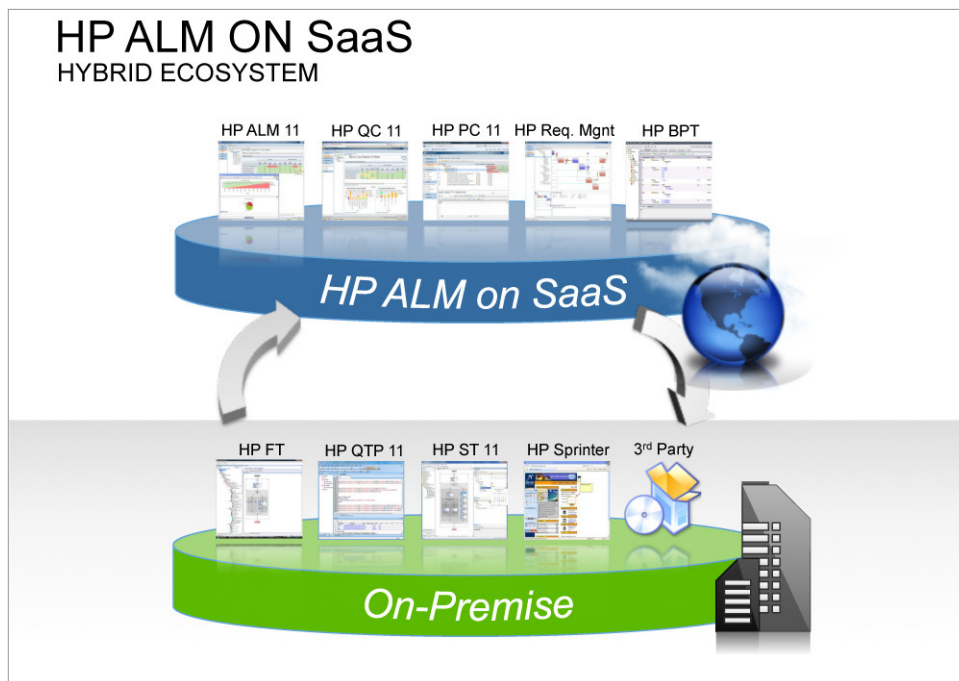 HP ALM ON SaaS
HYBRID ECOSYSTEM
HP ALM 11
HP QC 11
HP PC 11
HP Req. Mgnt
HP BPT
HP ALM on SaaS
HP FT
HP QTP 11
HP ST 11
HP Sprinter
3rd Party
On-Premise